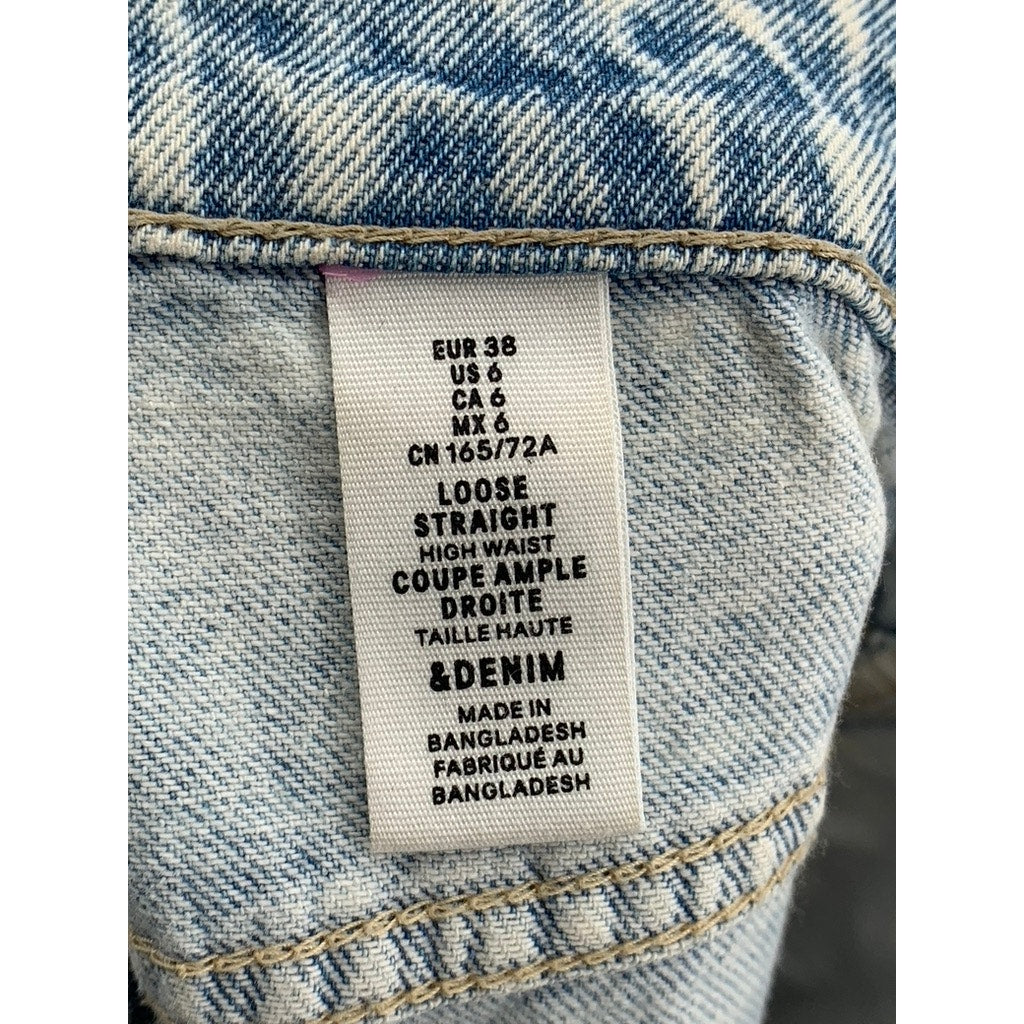 EUR 38
US 6
CA 6
MX 6
CN 165/72A
LOOSE
STRAIGHT
HIGH WAIST
COUPE AMPLE
DROITE
TAILLE HAUTE
&DENIM
MADE IN
BANGLADESH
FABRIQUÉ AU
BANGLADESH